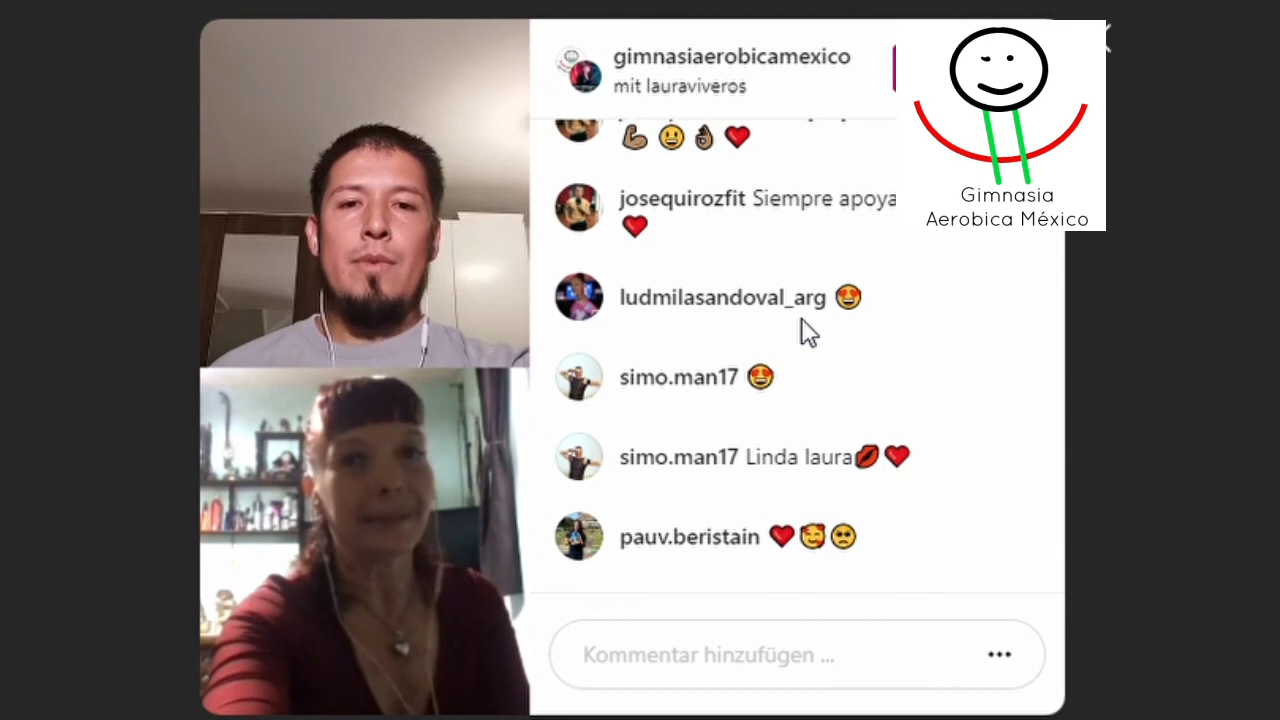 gimnasiaerobicamexico
mit lauraviveros
💪🏽 😃 👌🏽 ❤️
josequirozfit Siempre apoya
❤️
ludmilasandoval_arg 😍
simo.man17 😍
simo.man17 Linda laura💋❤️
pauv.beristain ❤️🥰🥺
Kommentar hinzufügen ...
Gimnasia
Aerobica México